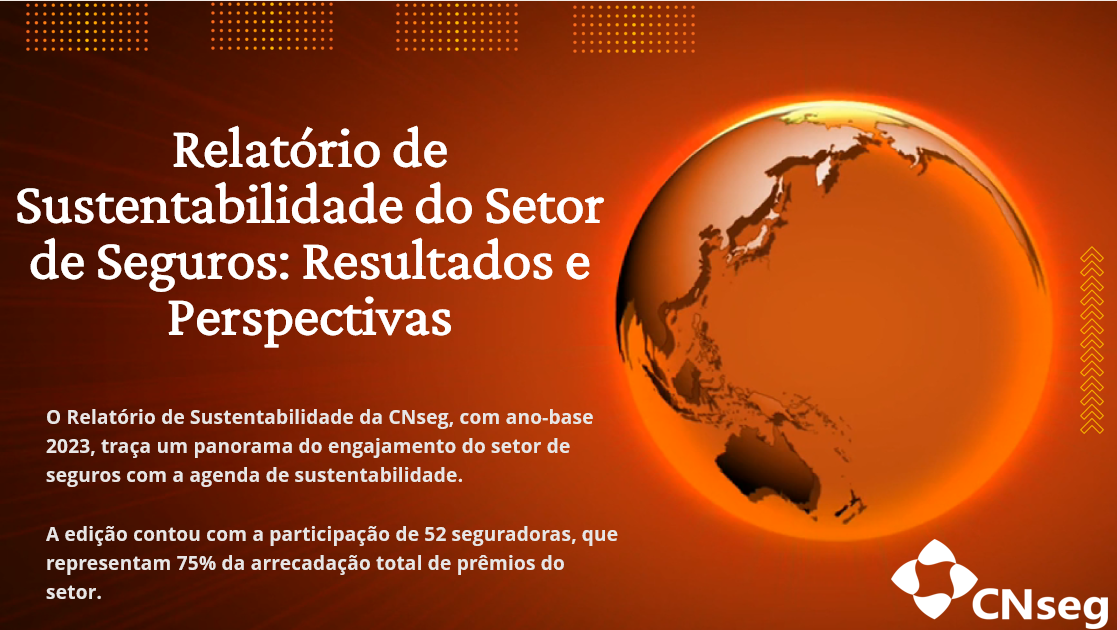 Relatório de
Sustentabilidade do Setor
de Seguros: Resultados e
Perspectivas
O Relatório de Sustentabilidade da CNseg, com ano-base
2023, traça um panorama do engajamento do setor de
seguros com a agenda de sustentabilidade.
A edição contou com a participação de 52 seguradoras, que
representam 75% da arrecadação total de prêmios do
setor.
CNseg